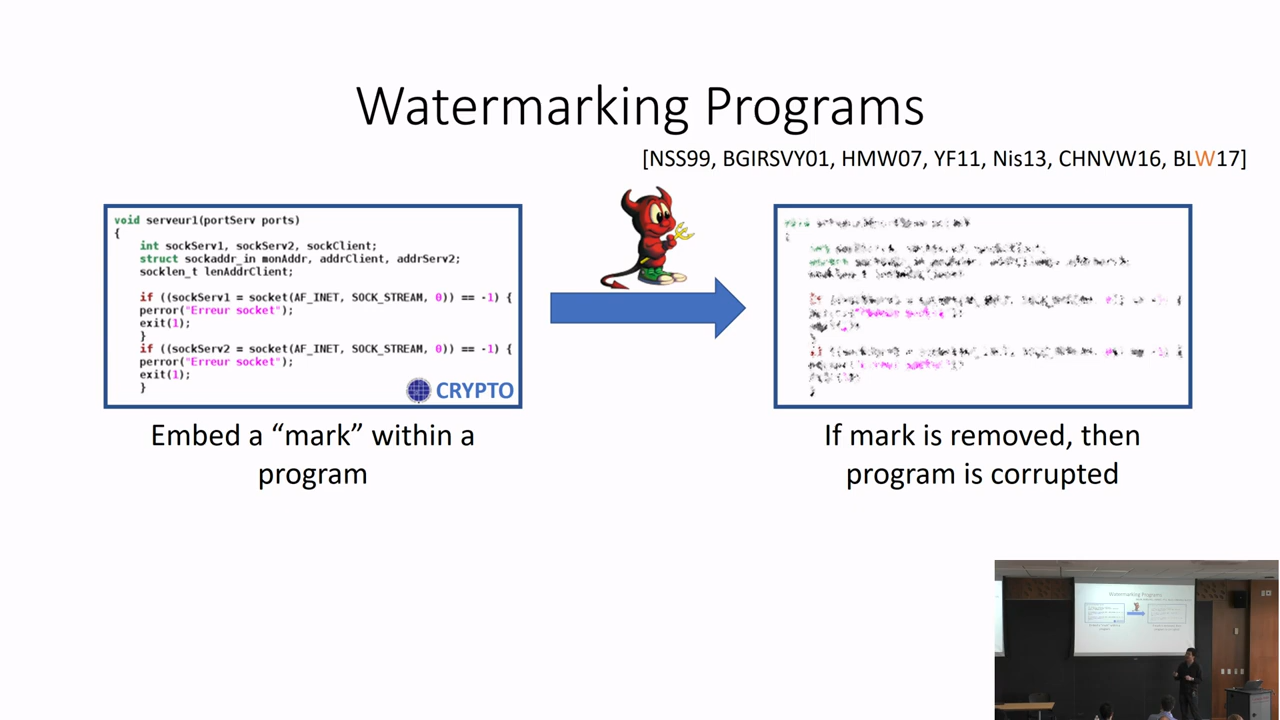 Watermarking Programs
[NSS99, BGIRSVY01, HMW07, YF11, Nis13, CHNVW16, BLW17]
void serveur1(portServ ports)
{
int sockServ1, sockServ2, sockClient;
struct sockaddr_in monAddr, addrClient, addrServ2;
socklen_t lenAddrClient;
if ((sockServ1 = socket(AF_INET, SOCK_STREAM, 0)) == -1) {
perror("Erreur socket");
exit(1);
}
if ((sockServ2 = socket(AF_INET, SOCK_STREAM, 0)) == -1) {
perror("Erreur socket");
exit(1);
}
CRYPTO
Embed a “mark” within a
program
If mark is removed, then
program is corrupted
Watermarking Programs